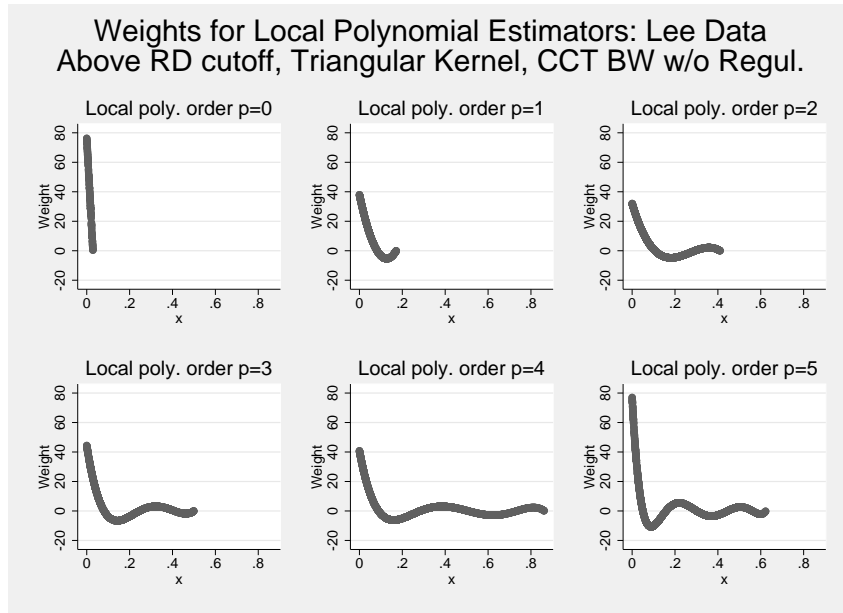 Weights for Local Polynomial Estimators: Lee Data
Above RD cutoff, Triangular Kernel, CCT BW w/o Regul.
Local poly. order p=0
Weight
-20 0 20 40 60 80
0 .2 .4 .6 .8
x
Local poly. order p=1
Weight
-20 0 20 40 60 80
0 .2 .4 .6 .8
x
Local poly. order p=2
Weight
-20 0 20 40 60 80
0 .2 .4 .6 .8
x
Local poly. order p=3
Weight
-20 0 20 40 60 80
0 .2 .4 .6 .8
x
Local poly. order p=4
Weight
-20 0 20 40 60 80
0 .2 .4 .6 .8
x
Local poly. order p=5
Weight
-20 0 20 40 60 80
0 .2 .4 .6 .8
x